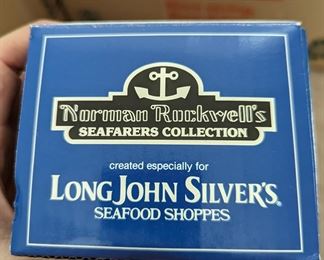 Norman Rockwell's
SEAFARERS COLLECTION
created especially for
LONG JOHN SILVER'S®
SEAFOOD SHOPPES